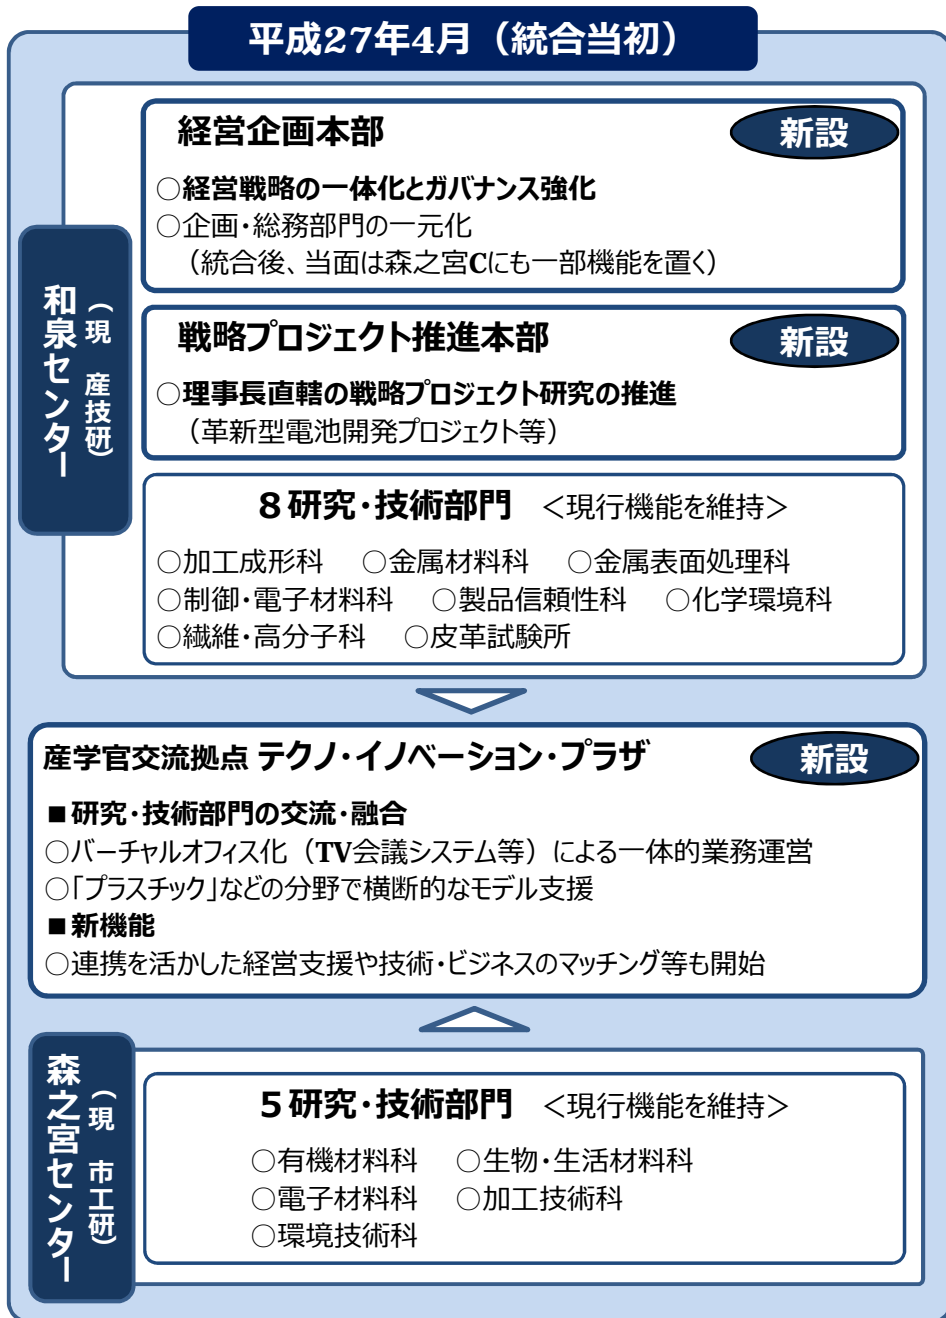 平成27年4月（統合当初）
和泉センター
（現　産技研）
経営企画本部
新設
○経営戦略の一体化とガバナンス強化
○企画・総務部門の一元化
（統合後、当面は森之宮Cにも一部機能を置く）
戦略プロジェクト推進本部
新設
○理事長直轄の戦略プロジェクト研究の推進
（革新型電池開発プロジェクト等）
８研究・技術部門　＜現行機能を維持＞
○加工成形科　○金属材料科　○金属表面処理科
○制御・電子材料科　○製品信頼性科　○化学環境科
○繊維・高分子科　○皮革試験所
産学官交流拠点 テクノ・イノベーション・プラザ
新設
■研究・技術部門の交流・融合
○バーチャルオフィス化（TV会議システム等）による一体的業務運営
○「プラスチック」などの分野で横断的なモデル支援
■新機能
○連携を活かした経営支援や技術・ビジネスのマッチング等も開始
森之宮センター
（現　市工研）
５研究・技術部門　＜現行機能を維持＞
○有機材料科　○生物・生活材料科
○電子材料科　○加工技術科
○環境技術科